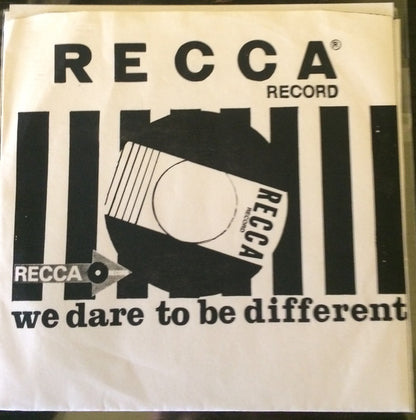 RECCA®
RECORD
RECCA
RECORD
RECCA
we dare to be different